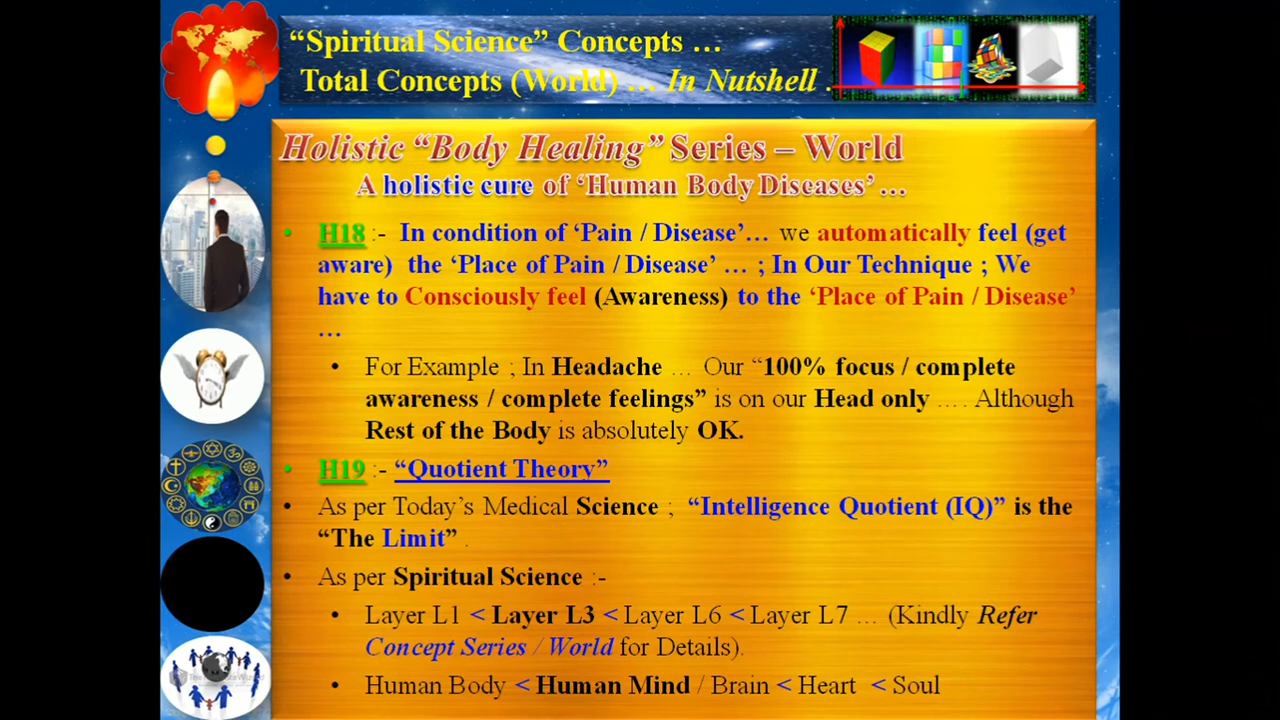 “Spiritual Science” Concepts …
Total Concepts (World) … In Nutshell .
Holistic “Body Healing” Series – World
A holistic cure of ‘Human Body Diseases’ …
• H18 :- In condition of ‘Pain / Disease’… we automatically feel (get
aware) the ‘Place of Pain / Disease’ … ; In Our Technique ; We
have to Consciously feel (Awareness) to the ‘Place of Pain / Disease’
…
• For Example ; In Headache … Our “100% focus / complete
awareness / complete feelings” is on our Head only … . Although
Rest of the Body is absolutely OK.
• H19 :- “Quotient Theory”
• As per Today’s Medical Science ; “Intelligence Quotient (IQ)” is the
“The Limit” .
• As per Spiritual Science :-
• Layer L1 < Layer L3 < Layer L6 < Layer L7 … (Kindly Refer
Concept Series / World for Details).
• Human Body < Human Mind / Brain < Heart < Soul